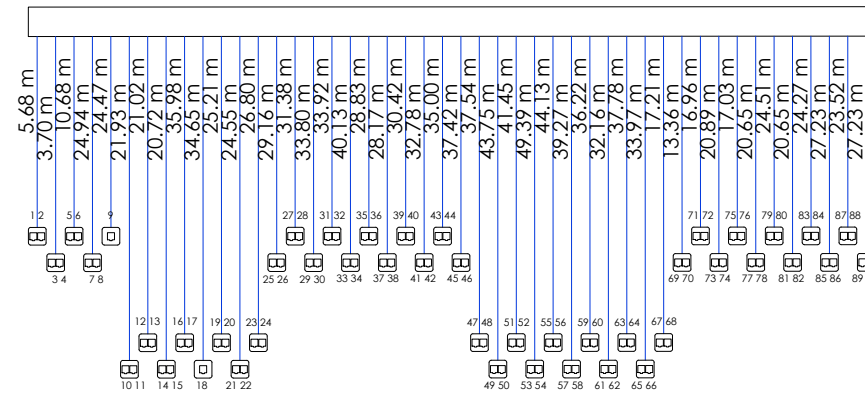 5.68 m
3.70 m
10.68 m
24.94 m
24.47 m
21.93 m
21.02 m
20.72 m
35.98 m
34.65 m
25.21 m
24.55 m
26.80 m
29.16 m
31.38 m
33.80 m
33.92 m
40.13 m
28.83 m
28.17 m
30.42 m
32.78 m
35.00 m
37.42 m
37.54 m
43.75 m
41.45 m
49.39 m
44.13 m
39.27 m
36.22 m
32.16 m
37.78 m
33.97 m
17.21 m
13.36 m
16.96 m
20.89 m
17.03 m
20.65 m
24.51 m
20.65 m
24.27 m
27.23 m
23.52 m
27.23 m
1 2
5 6
9
27 28
31 32
35 36
39 40
43 44
71 72
75 76
79 80
83 84
87 88
3 4
7 8
25 26
29 30
33 34
37 38
41 42
45 46
69 70
73 74
77 78
81 82
85 86
89
12 13
16 17
19 20
23 24
47 48
51 52
55 56
59 60
63 64
67 68
10 11
14 15
18
21 22
49 50
53 54
57 58
61 62
65 66